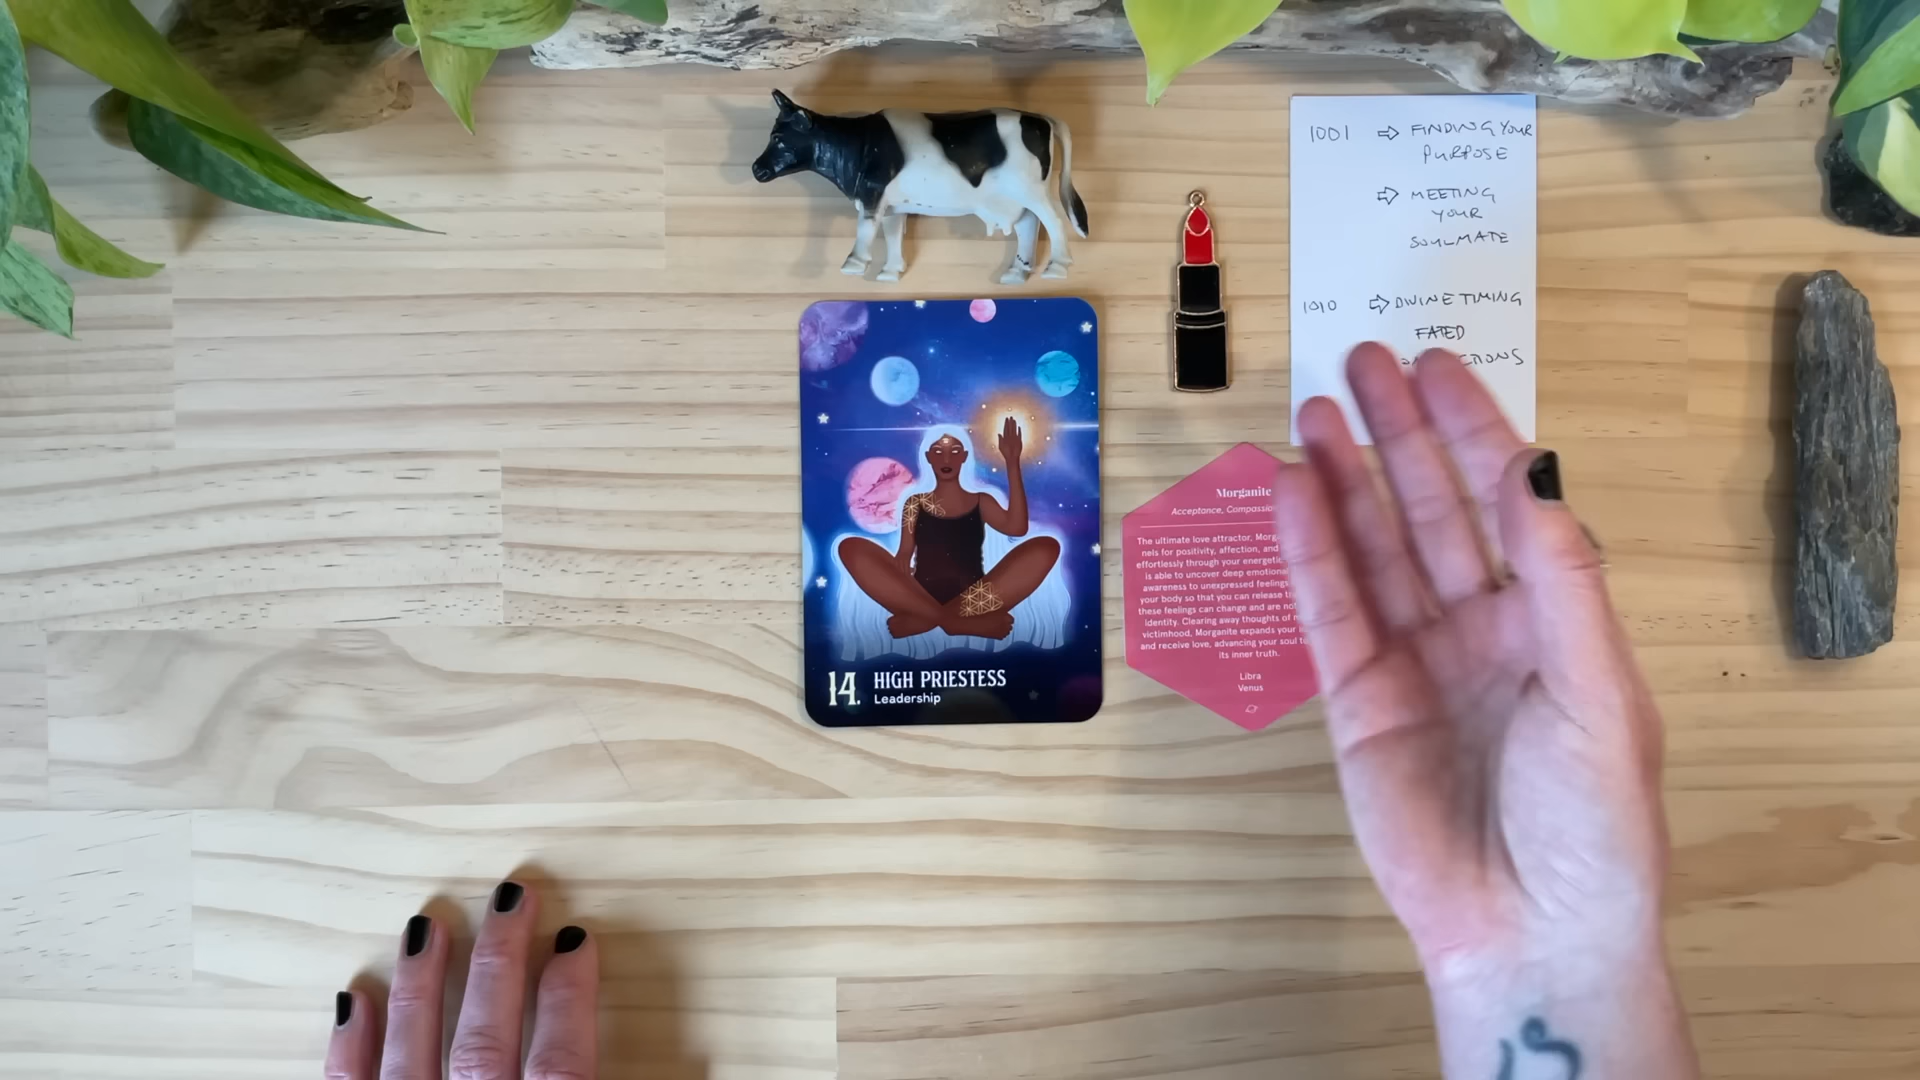 1001 ⇨ FINDING YOUR
PURPOSE
⇨ MEETING
YOUR
SOULMATE
1010 ⇨ DIVINE TIMING
FATED
14. HIGH PRIESTESS
Leadership
Morganite
Acceptance,
The ultimate love attractor,
nels for positivity, affection, and
effortlessly through your energetic
is able to uncover deep emotional
awareness to unexpressed feelings
your body so that you can release
these feelings can change and are not
identity. Clearing away thoughts of
victimhood, Morganite expands your
and receive love, advancing your soul to
its inner truth.
Libra
Venus